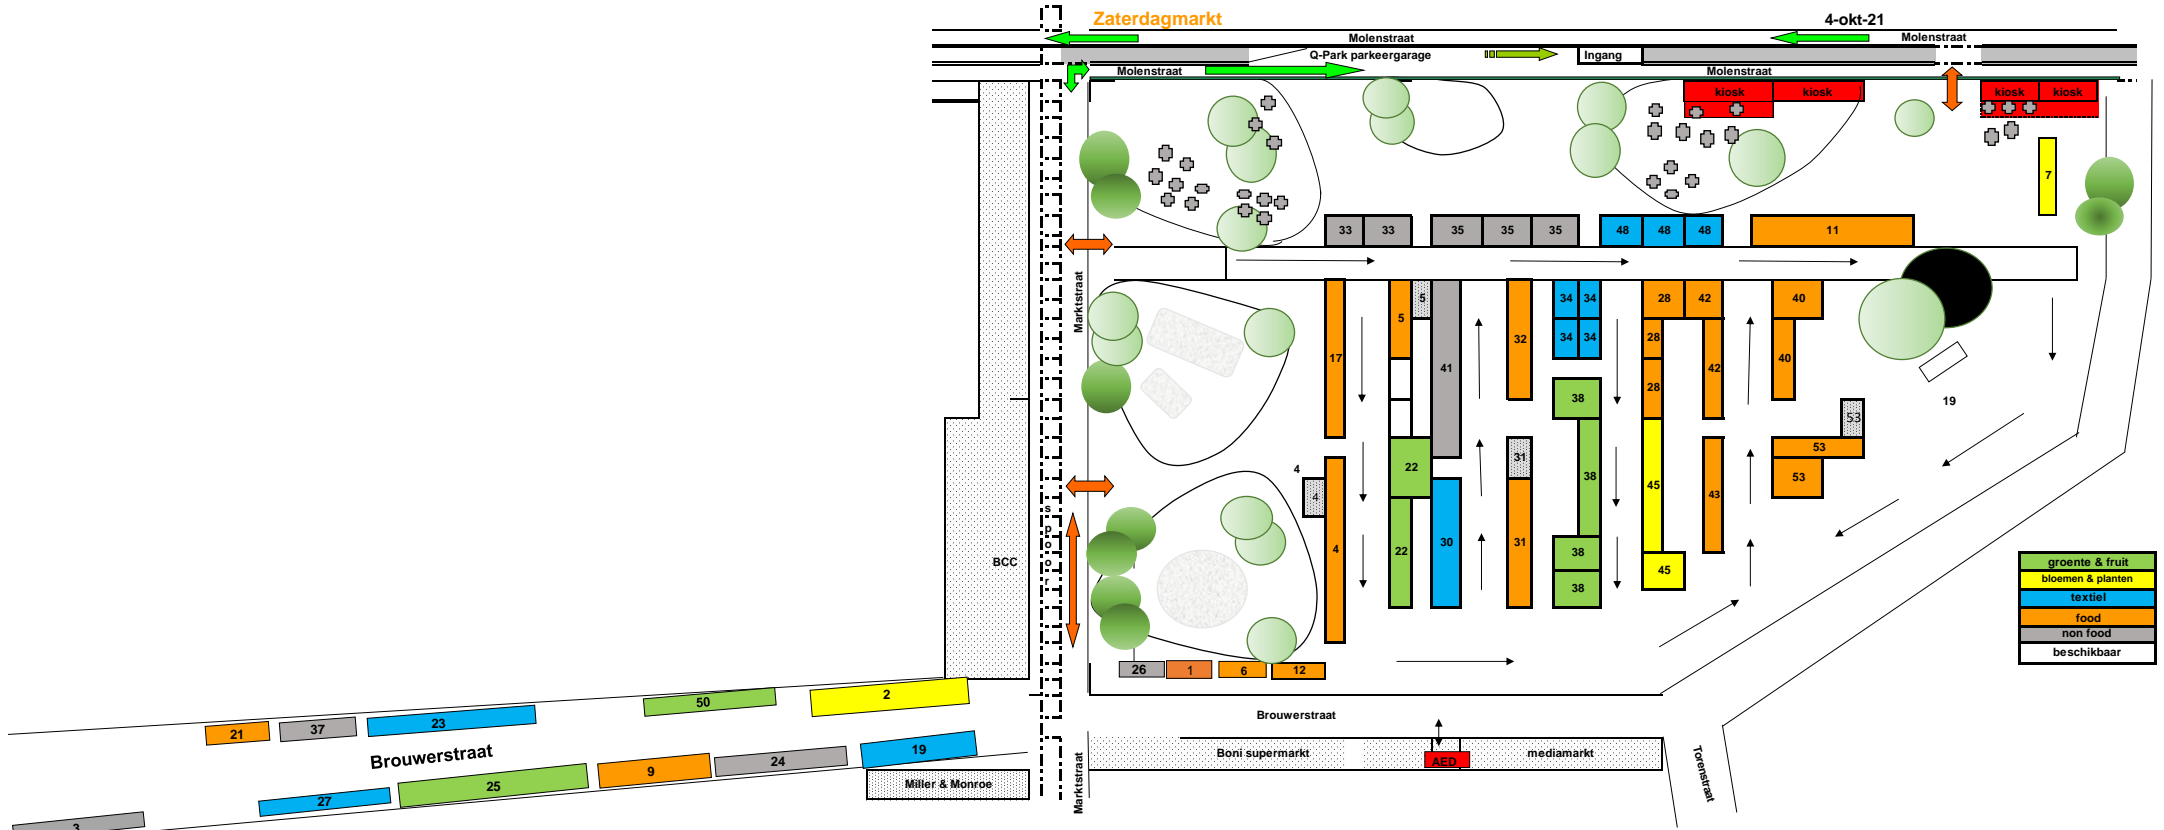 Zaterdagmarkt
4-okt-21
Molenstraat
Molenstraat
Q-Park parkeergarage
Ingang
Molenstraat
Molenstraat
kiosk
kiosk
kiosk
kiosk
7
33
33
35
35
35
48
48
48
11
Marktstraat
5
5
34
34
28
42
40
17
41
32
34
34
28
42
40
28
38
19
53
53
22
31
38
45
43
53
4
4
spoor
BCC
4
22
30
31
38
45
38
groente & fruit
bloemen & planten
textiel
food
non food
beschikbaar
26
1
6
12
2
50
23
37
21
Brouwerstraat
Brouwerstraat
19
24
9
25
27
3
Miller & Monroe
Marktstraat
Boni supermarkt
AED
mediamarkt
Torenstraat